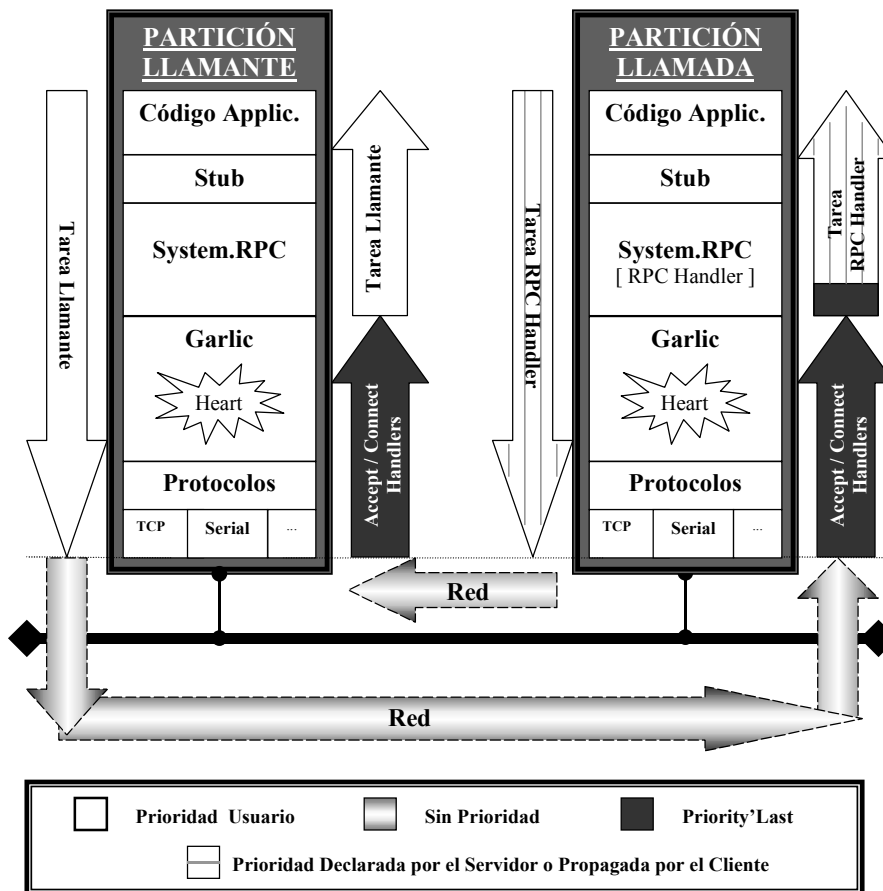 PARTICIÓN
LLAMANTE
Código Applic.
Stub
System.RPC
Garlic
Heart
Protocolos
TCP
Serial
...
Tarea Llamante
Tarea Llamante
Accept / Connect
Handlers
PARTICIÓN
LLAMADA
Código Applic.
Stub
System.RPC
[ RPC Handler ]
Garlic
Heart
Protocolos
TCP
Serial
...
Tarea RPC Handler
Tarea
RPC Handler
Accept / Connect
Handlers
Red
Red
Prioridad Usuario
Sin Prioridad
Priority’Last
Prioridad Declarada por el Servidor o Propagada por el Cliente